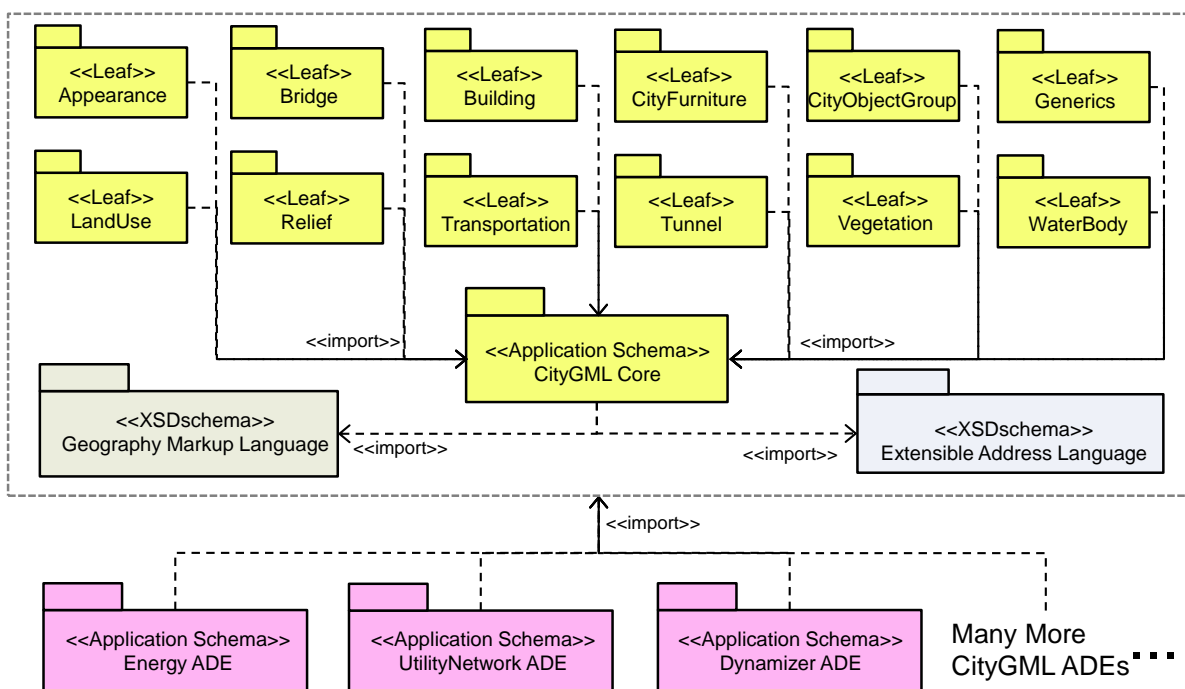 <<Leaf>>
Appearance
<<Leaf>>
Bridge
<<Leaf>>
Building
<<Leaf>>
CityFurniture
<<Leaf>>
CityObjectGroup
<<Leaf>>
Generics
<<Leaf>>
LandUse
<<Leaf>>
Relief
<<Leaf>>
Transportation
<<Leaf>>
Tunnel
<<Leaf>>
Vegetation
<<Leaf>>
WaterBody
<<import>>
<<Application Schema>>
CityGML Core
<<import>>
<<XSDschema>>
Geography Markup Language
<<import>>
<<import>>
<<XSDschema>>
Extensible Address Language
<<import>>
<<Application Schema>>
Energy ADE
<<Application Schema>>
UtilityNetwork ADE
<<Application Schema>>
Dynamizer ADE
Many More
CityGML ADEs ...